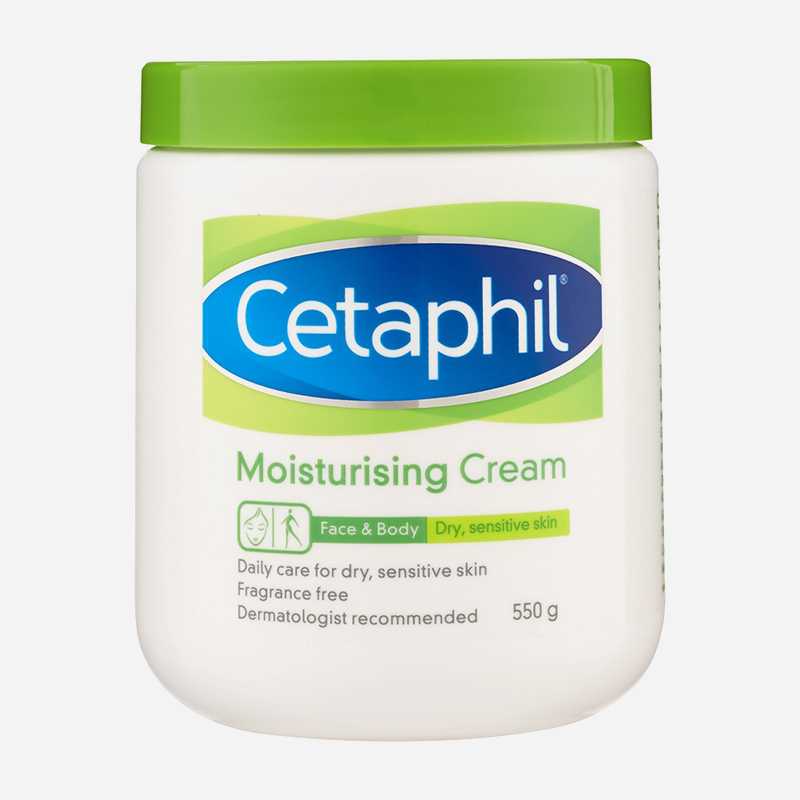 Cetaphil®
Moisturising Cream
Face & Body Dry, sensitive skin
Daily care for dry, sensitive skin
Fragrance free
Dermatologist recommended 550 g